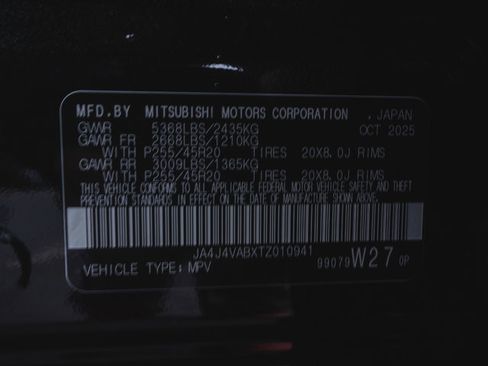 MFD.BY MITSUBISHI MOTORS CORPORATION . JAPAN
GVWR 5368LBS/2435KG OCT 2025
GAWR FR 2668LBS/1210KG
WITH P255/45R20 TIRES 20X8.0J RIMS
GAWR RR 3009LBS/1365KG
WITH P255/45R20 TIRES 20X8.0J RIMS
THIS VEHICLE CONFORMS TO ALL APPLICABLE FEDERAL MOTOR VEHICLE SAFETY AND THEFT
PREVENTION STANDARDS IN EFFECT ON THE DATE OF MANUFACTURE SHOWN ABOVE.
JA4J4VABXTZ010941
VEHICLE TYPE: MPV 99079 W27 0P